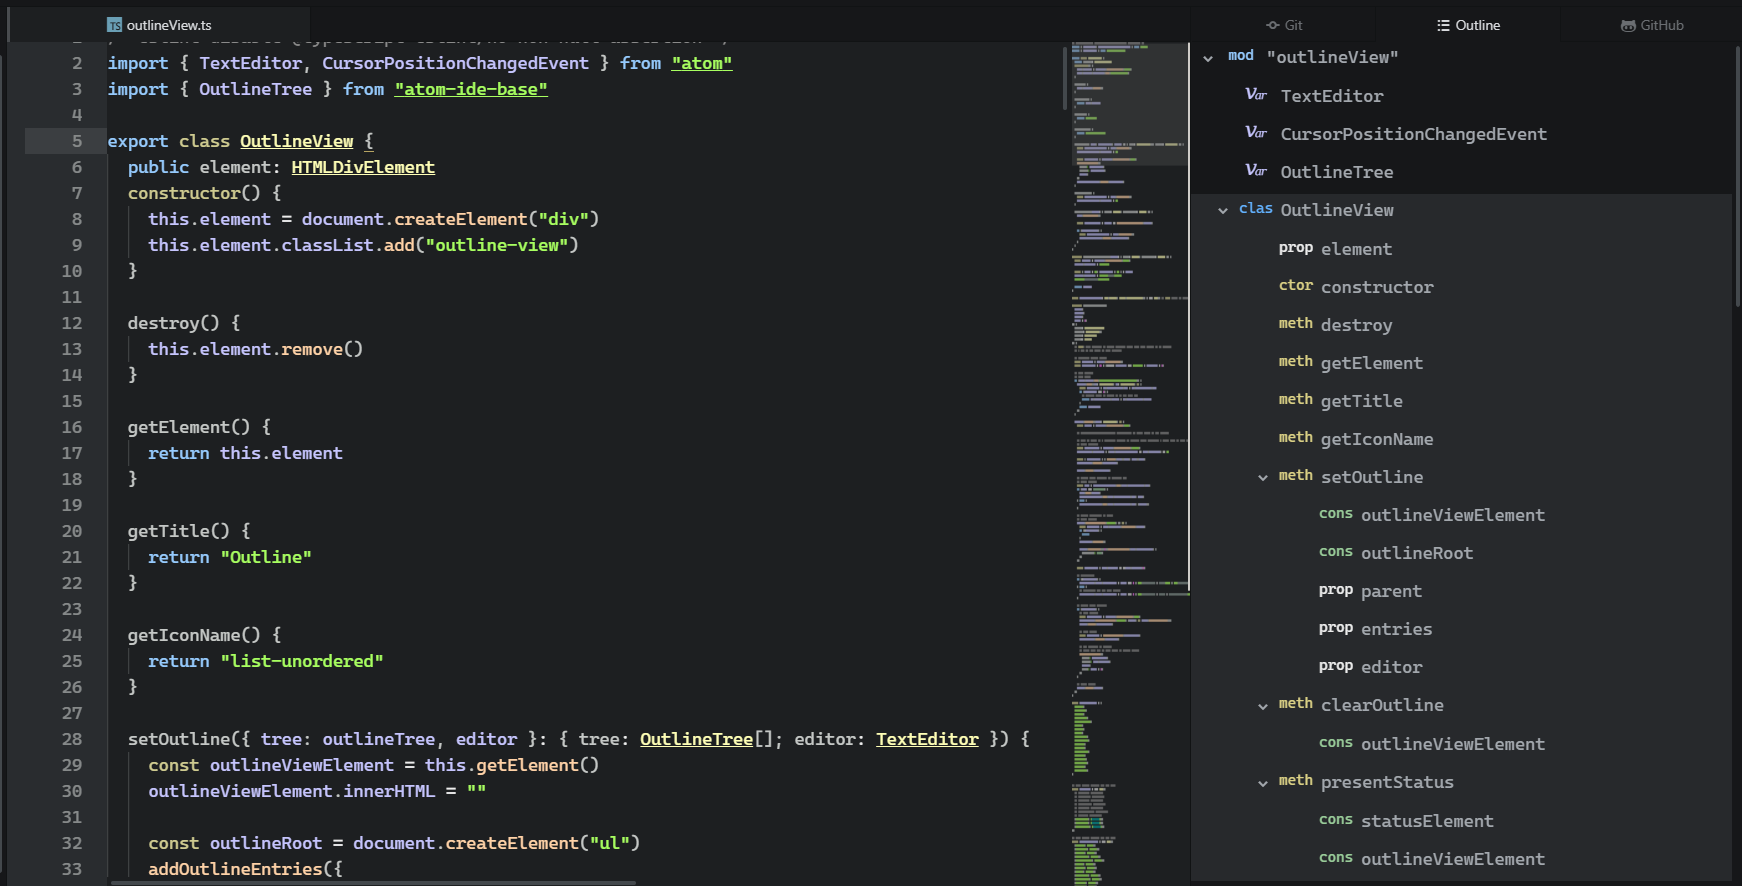 TS outlineView.ts
Git
Outline
GitHub
2 import { TextEditor, CursorPositionChangedEvent } from "atom"
3 import { OutlineTree } from "atom-ide-base"
4
5 export class OutlineView {
6 public element: HTMLDivElement
7 constructor() {
8 this.element = document.createElement("div")
9 this.element.classList.add("outline-view")
10 }
11
12 destroy() {
13 this.element.remove()
14 }
15
16 getElement() {
17 return this.element
18 }
19
20 getTitle() {
21 return "Outline"
22 }
23
24 getIconName() {
25 return "list-unordered"
26 }
27
28 setOutline({ tree: outlineTree, editor }: { tree: OutlineTree[]; editor: TextEditor }) {
29 const outlineViewElement = this.getElement()
30 outlineViewElement.innerHTML = ""
31
32 const outlineRoot = document.createElement("ul")
33 addOutlineEntries({
mod "outlineView"
Var TextEditor
Var CursorPositionChangedEvent
Var OutlineTree
clas OutlineView
prop element
ctor constructor
meth destroy
meth getElement
meth getTitle
meth getIconName
meth setOutline
cons outlineViewElement
cons outlineRoot
prop parent
prop entries
prop editor
meth clearOutline
cons outlineViewElement
meth presentStatus
cons statusElement
cons outlineViewElement